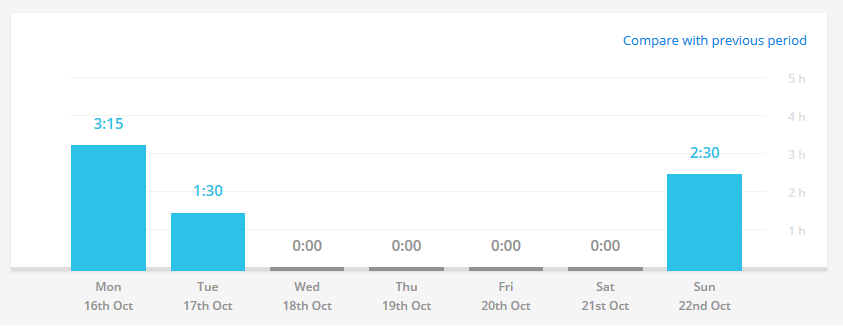 Compare with previous period
5 h
4 h
3:15
3 h
2:30
2 h
1:30
1 h
0:00 0:00 0:00 0:00
Mon Tue Wed Thu Fri Sat Sun
16th Oct 17th Oct 18th Oct 19th Oct 20th Oct 21st Oct 22nd Oct